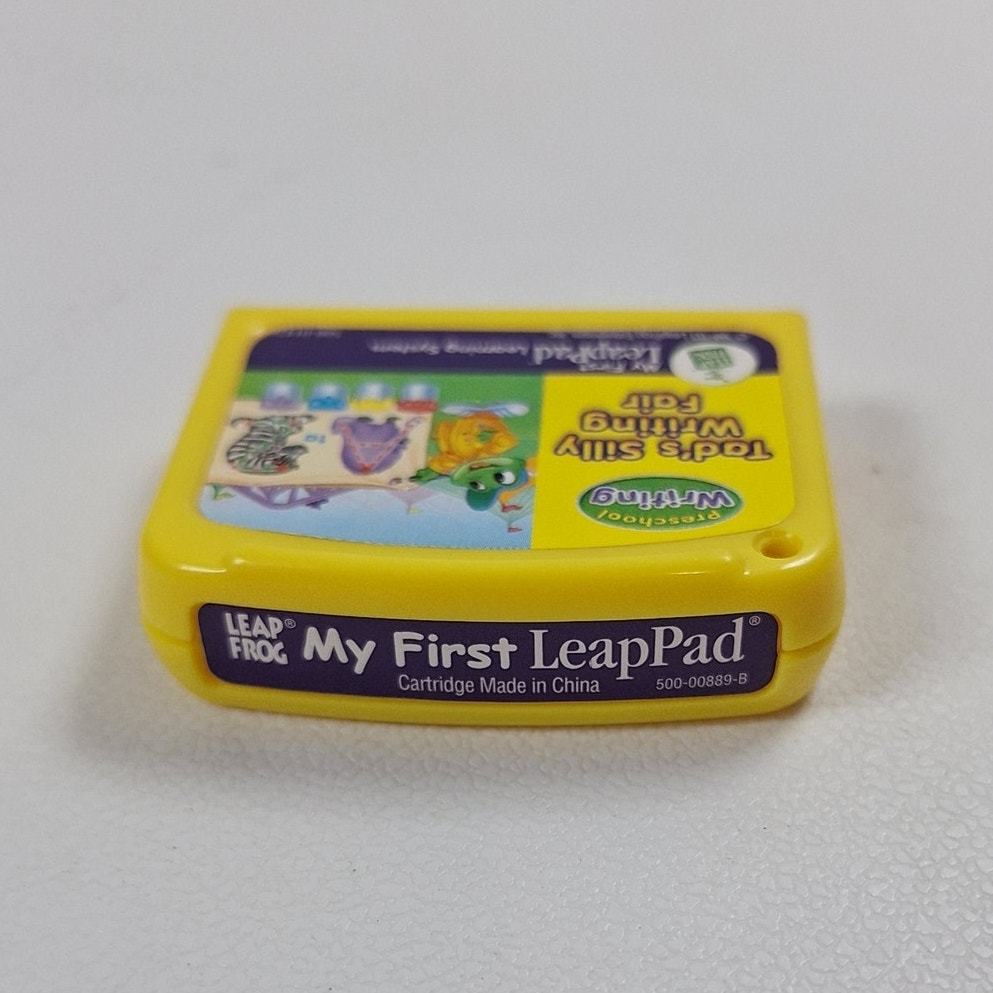 My First
LeapPad Learning System
Tad's Silly
Writing
Fair
Preschool
Writing
LEAP®
FROG
My First LeapPad®
Cartridge Made in China
500-00889-B